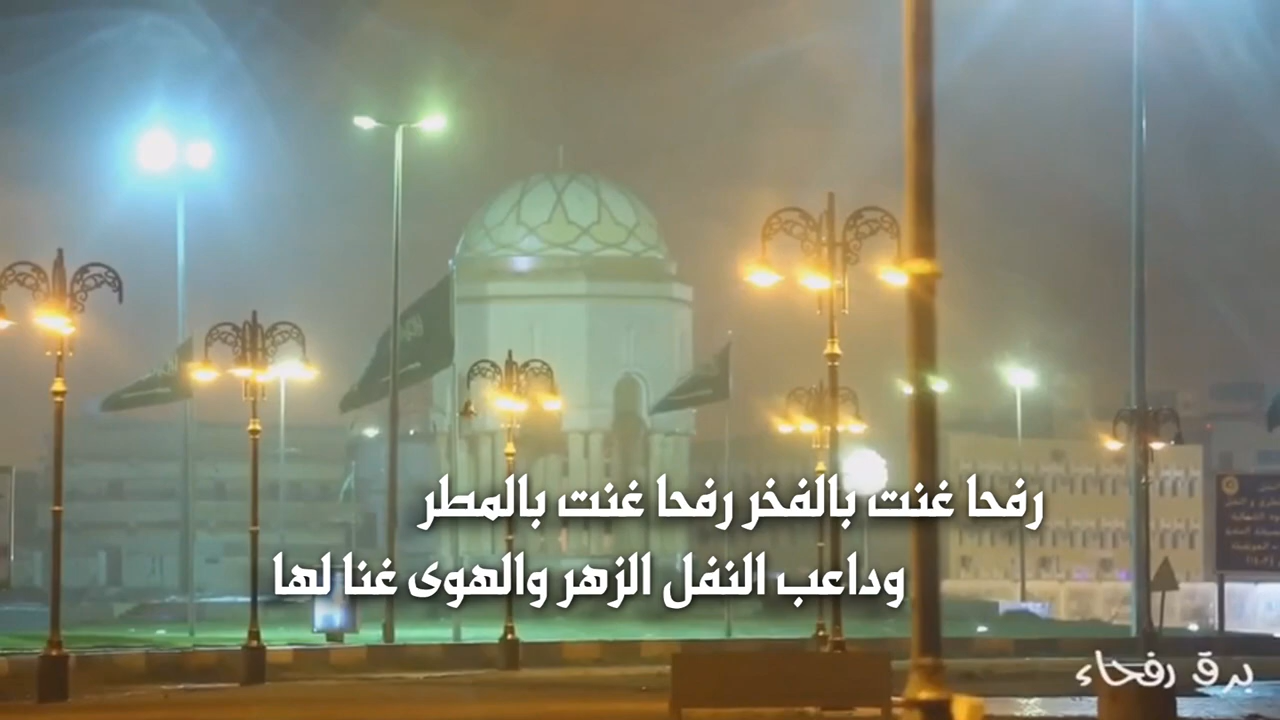 رفحا غنت بالفخر رفحا غنت بالمطر
وداعب النفل الزهر والهوى غنا لها
برق رفحاء